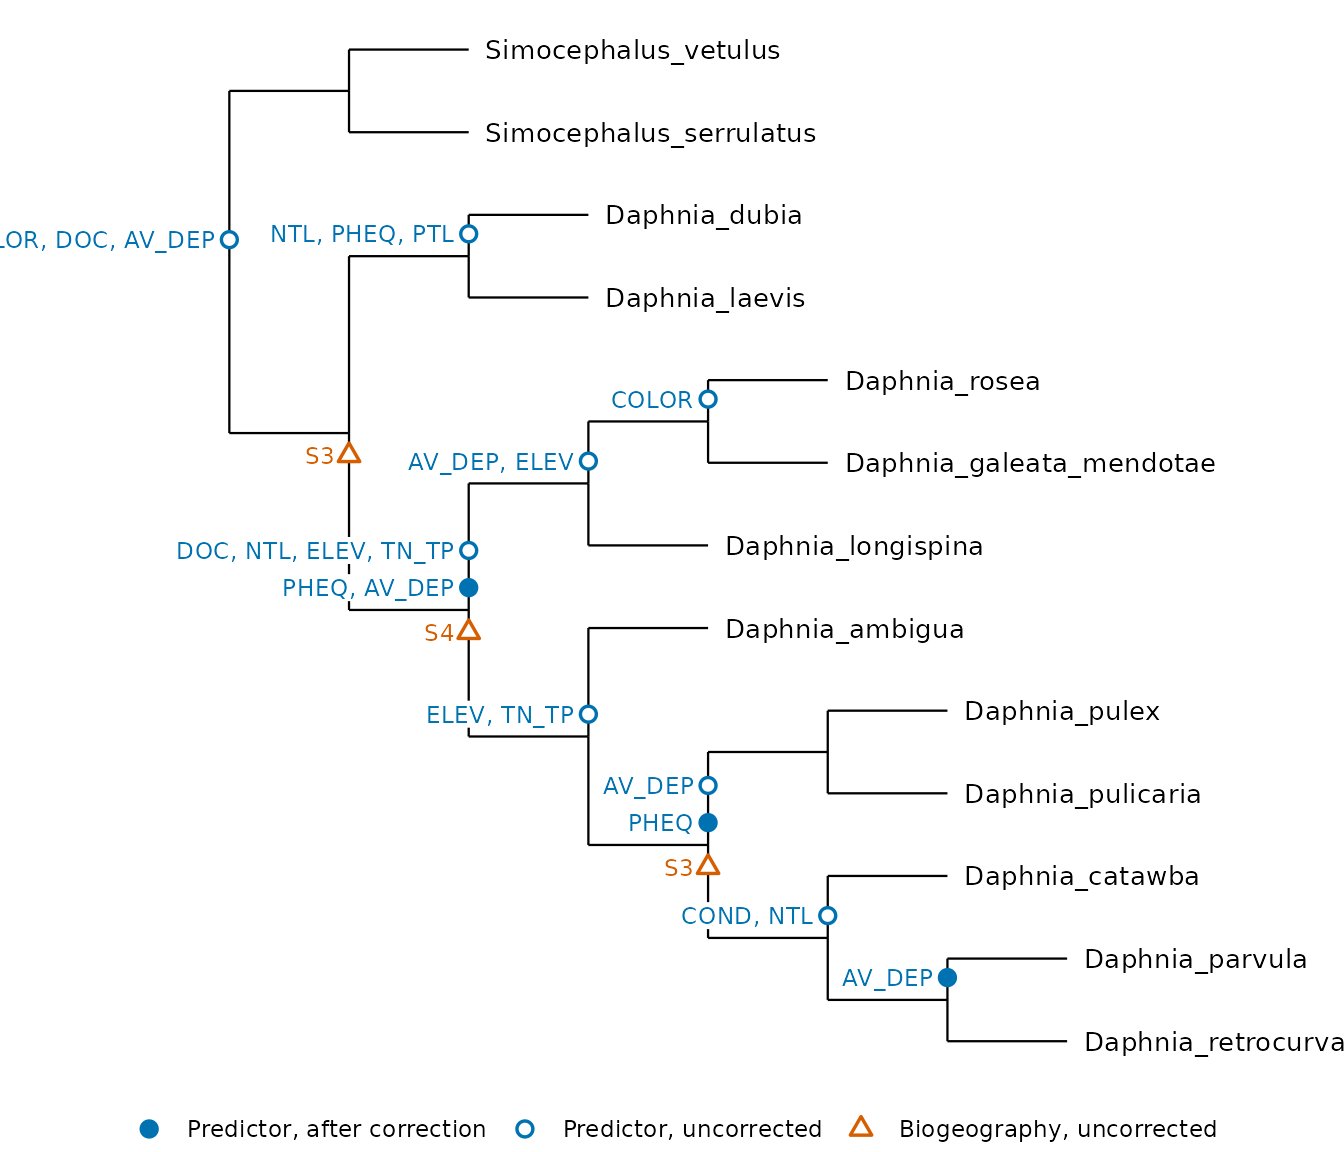 Simocephalus_vetulus
Simocephalus_serrulatus
Daphnia_dubia
NTL, PHEQ, PTL
LOR, DOC, AV_DEP
Daphnia_laevis
Daphnia_rosea
COLOR
S3
AV_DEP, ELEV
Daphnia_galeata_mendotae
Daphnia_longispina
DOC, NTL, ELEV, TN_TP
PHEQ, AV_DEP
S4
Daphnia_ambigua
ELEV, TN_TP
Daphnia_pulex
AV_DEP
Daphnia_pulicaria
PHEQ
S3
Daphnia_catawba
COND, NTL
Daphnia_parvula
AV_DEP
Daphnia_retrocurva
Predictor, after correction
Predictor, uncorrected
Biogeography, uncorrected